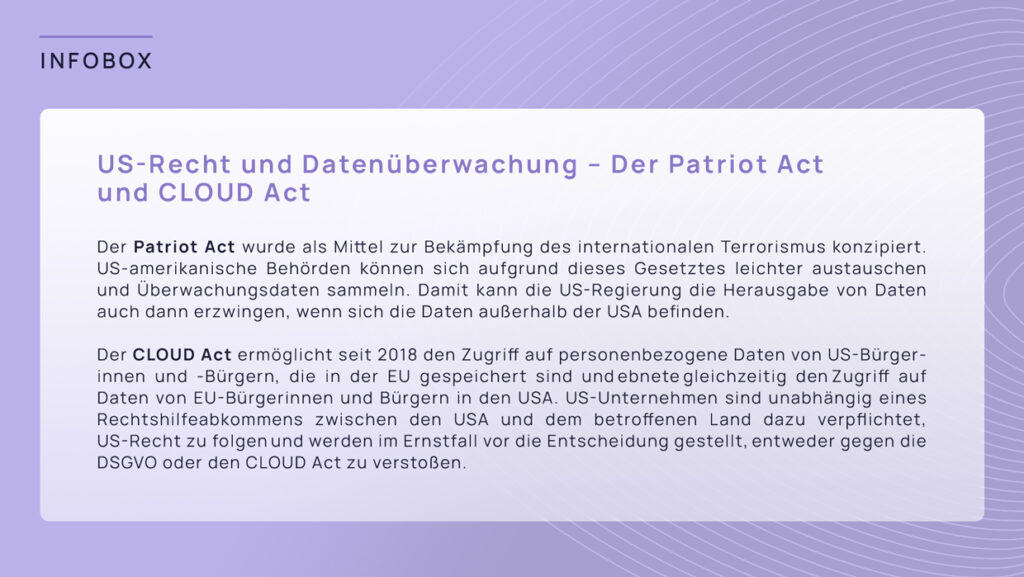 INFOBOX
US-Recht und Datenüberwachung – Der Patriot Act
und CLOUD Act
Der Patriot Act wurde als Mittel zur Bekämpfung des internationalen Terrorismus konzipiert.
US-amerikanische Behörden können sich aufgrund dieses Gesetztes leichter austauschen
und Überwachungsdaten sammeln. Damit kann die US-Regierung die Herausgabe von Daten
auch dann erzwingen, wenn sich die Daten außerhalb der USA befinden.
Der CLOUD Act ermöglicht seit 2018 den Zugriff auf personenbezogene Daten von US-Bürger-
innen und -Bürgern, die in der EU gespeichert sind und ebnete gleichzeitig den Zugriff auf
Daten von EU-Bürgerinnen und Bürgern in den USA. US-Unternehmen sind unabhängig eines
Rechtshilfeabkommens zwischen den USA und dem betroffenen Land dazu verpflichtet,
US-Recht zu folgen und werden im Ernstfall vor die Entscheidung gestellt, entweder gegen die
DSGVO oder den CLOUD Act zu verstoßen.